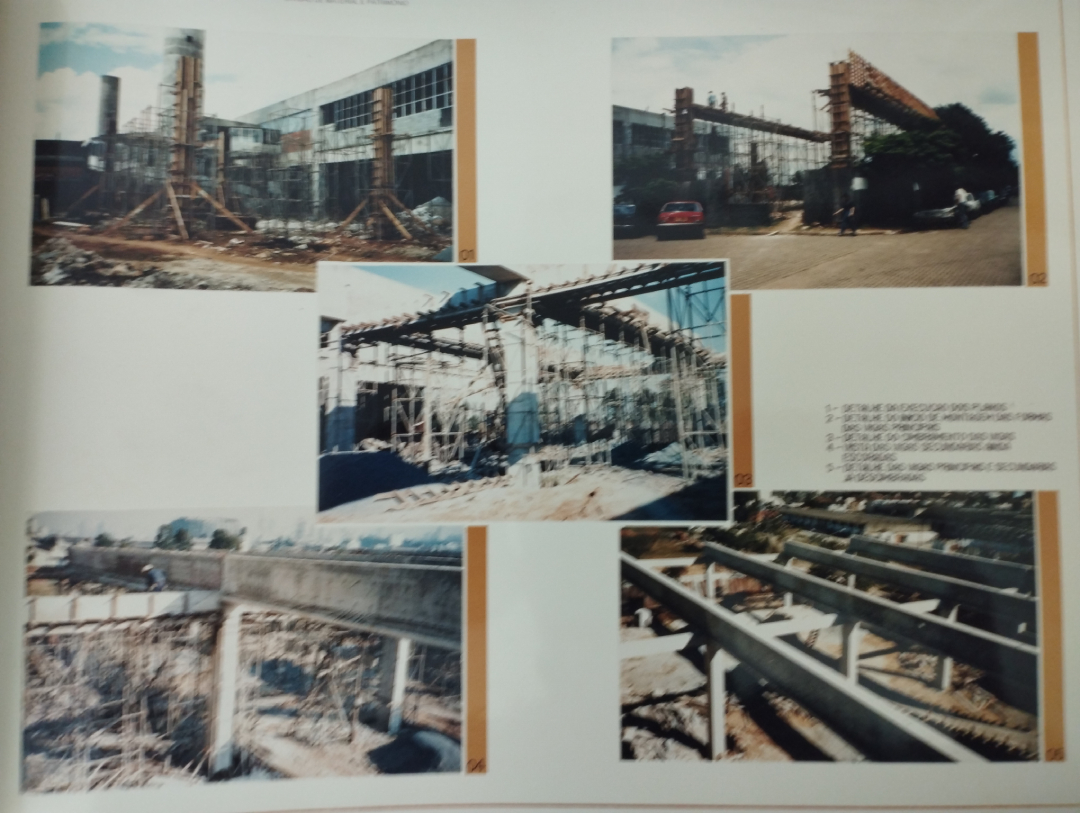 MATERIAL E PATRIMÔNIO
01
02
1 - DETALHE DA EXECUÇÃO DOS PILARES
2 - DETALHE DO INÍCIO DE MONTAGEM DAS FORMAS
DAS VIGAS PRINCIPAIS
3 - DETALHE DO CIMBRAMENTO DAS VIGAS
4 - VISTA DAS VIGAS SECUNDÁRIAS AINDA
ESCORADAS
5 - DETALHE DAS VIGAS PRINCIPAIS E SECUNDÁRIAS
JÁ DESCIMBRADAS
03
04
05